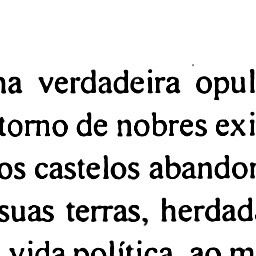 na verdadeira opul
torno de nobres exi
os castelos abandon
suas terras, herdad
vida política, ao m